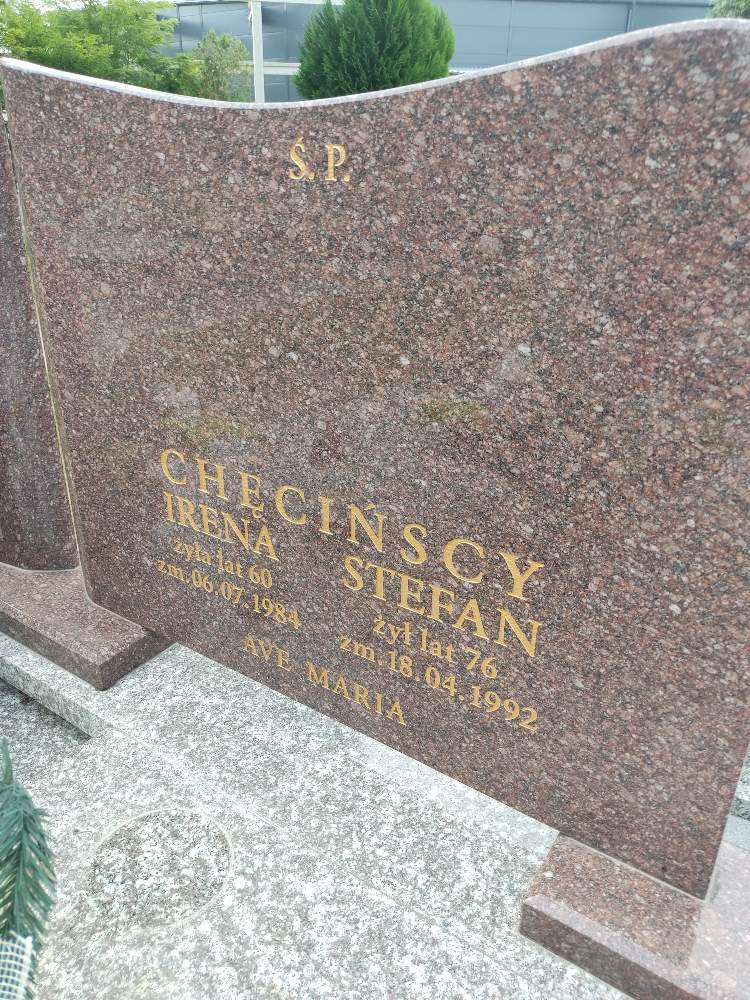 Ś. P.
CHĘCIŃSCY
IRENA
żyła lat 60
zm.06.07.1984
STEFAN
żył lat 76
zm.18.04.1992
AVE MARIA